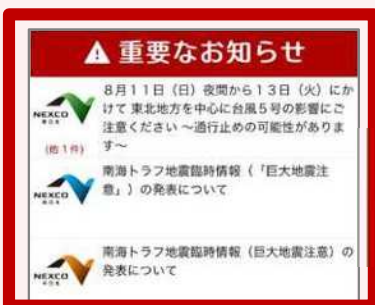 重要なお知らせ
NEXCO
8月11日（日）夜間から13日（火）にか
けて 東北地方を中心に台風5号の影響にご
注意ください ～通行止めの可能性がありま
す～
(他1件)
NEXCO
南海トラフ地震臨時情報（「巨大地震注
意」）の発表について
NEXCO
南海トラフ地震臨時情報（巨大地震注意）の
発表について